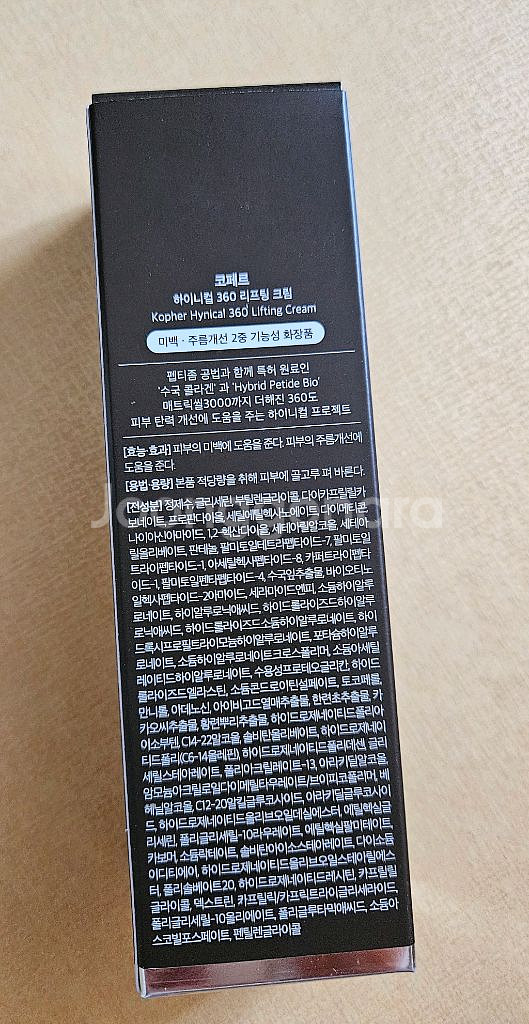 코페르
하이니컬 360 리프팅 크림
Kopher Hynical 360 Lifting Cream
미백·주름개선 2중 기능성 화장품
펩티좀 공법과 함께 특허 원료인
'수국 콜라겐' 과 'Hybrid Petide Bio'
매트릭씰3000까지 더해진 360도
피부 탄력 개선에 도움을 주는 하이니컬 프로젝트
[효능·효과] 피부의 미백에 도움을 준다. 피부의 주름개선에
도움을 준다.
[용법·용량] 본품 적당량을 취해 피부에 골고루 펴 바른다.
[전성분] 정제수, 글리세린, 부틸렌글라이콜, 다이카프릴릴카
보네이트, 프로판다이올, 세틸에틸헥사노에이트, 다이메티콘,
나이아신아마이드, 1,2-헥산다이올, 세테아릴알코올, 세테아
릴올리베이트, 판테놀, 팔미토일테트라펩타이드-7, 팔미토일
트라이펩타이드-1, 아세틸헥사펩타이드-8, 카퍼트라이펩타
이드-1, 팔미토일펜타펩타이드-4, 수국잎추출물, 바이오티노
일헥사펩타이드-2아마이드, 세라마이드엔피, 소듐하이알루
로네이트, 하이알루로닉애씨드, 하이드롤라이즈드하이알루
로닉애씨드, 하이드롤라이즈드소듐하이알루로네이트, 하이
드록시프로필트라이모늄하이알루로네이트, 포타슘하이알루
로네이트, 소듐하이알루로네이트크로스폴리머, 소듐아세틸
레이티드하이알루로네이트, 수용성프로테오글리칸, 하이드
롤라이즈드엘라스틴, 소듐콘드로이틴설페이트, 토코페롤,
만니톨, 아데노신, 아이비고드열매추출물, 한련초추출물, 카
카오씨추출물, 황련뿌리추출물, 하이드로제네이티드폴리아
이소부텐, C14-22알코올, 솔비탄올리베이트, 하이드로제네이
티드폴리(C6-14올레핀), 하이드로제네이티드폴리데센, 글리
세릴스테아레이트, 폴리아크릴레이트-13, 아라키딜알코올,
암모늄아크릴로일다이메틸타우레이트/브이피코폴리머, 베
헤닐알코올, C12-20알킬글루코사이드, 아라키딜글루코사이
드, 하이드로제네이티드올리브오일데실에스터, 에틸헥실글
리세린, 폴리글리세릴-10라우레이트, 에틸헥실팔미테이트,
카보머, 소듐락테이트, 솔비탄아이소스테아레이트, 다이소듐
이디티에이, 하이드로제네이티드올리브오일스테아릴에스
터, 폴리솔베이트20, 하이드로제네이티드레시틴, 카프릴릴
글라이콜, 덱스트린, 카프릴릭/카프릭트라이글리세라이드,
폴리글리세릴-10올리에이트, 폴리글루타믹애씨드, 소듐아
스코빌포스페이트, 펜틸렌글라이콜